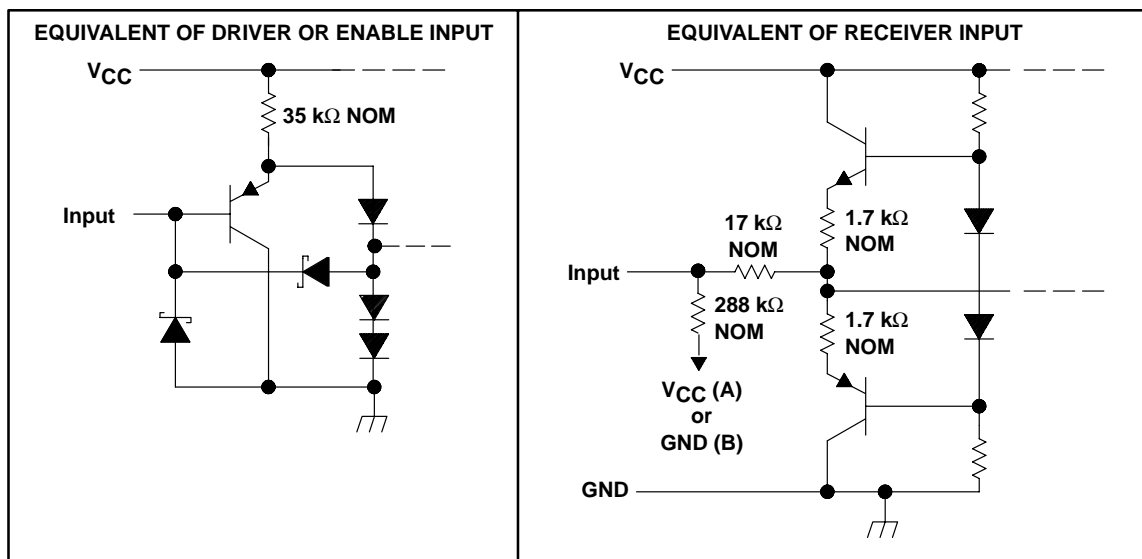 EQUIVALENT OF DRIVER OR ENABLE INPUT
VCC
35 kΩ NOM
Input
EQUIVALENT OF RECEIVER INPUT
VCC
17 kΩ
NOM
1.7 kΩ
NOM
Input
288 kΩ
NOM
1.7 kΩ
NOM
VCC (A)
or
GND (B)
GND